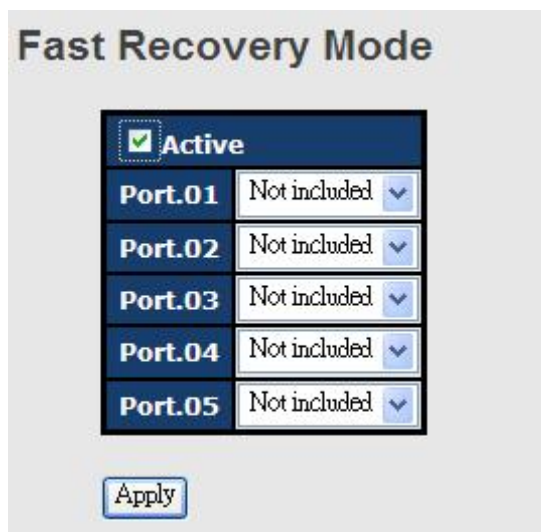 Fast Recovery Mode
Active
Port.01 Not included
Port.02 Not included
Port.03 Not included
Port.04 Not included
Port.05 Not included
Apply